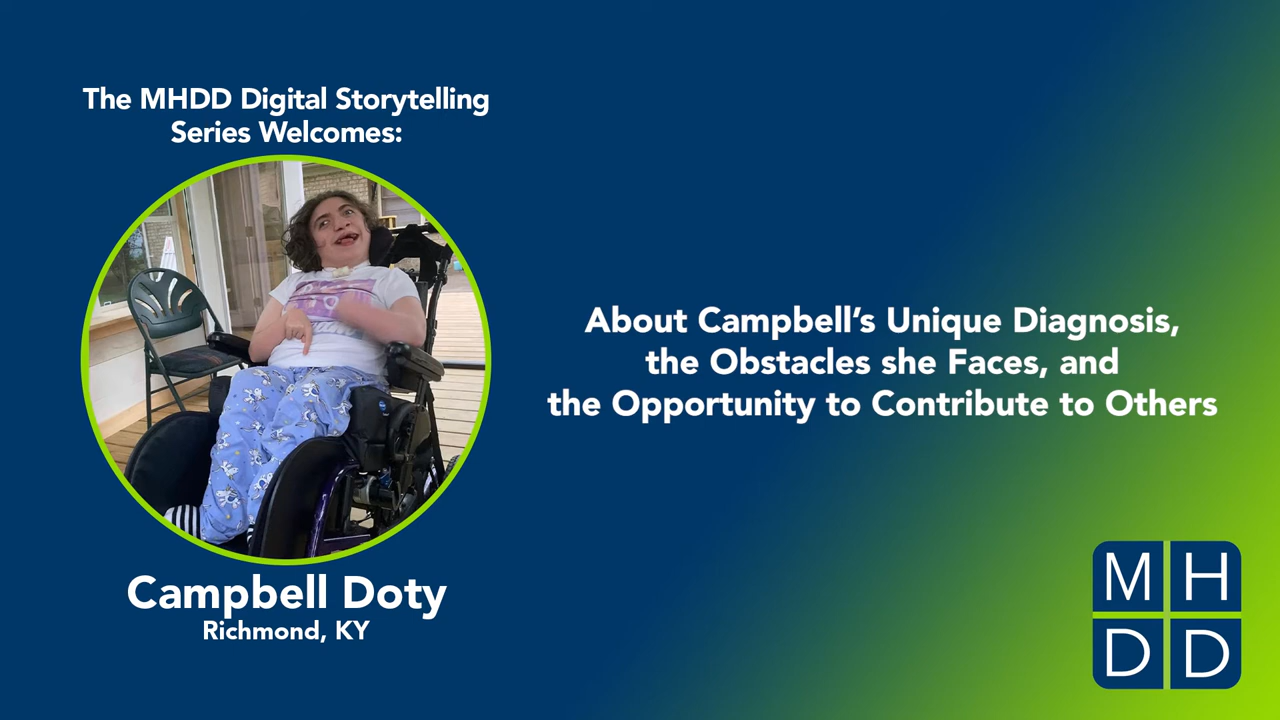 The MHDD Digital Storytelling
Series Welcomes:
Campbell Doty
Richmond, KY
About Campbell’s Unique Diagnosis,
the Obstacles she Faces, and
the Opportunity to Contribute to Others
M H
D D